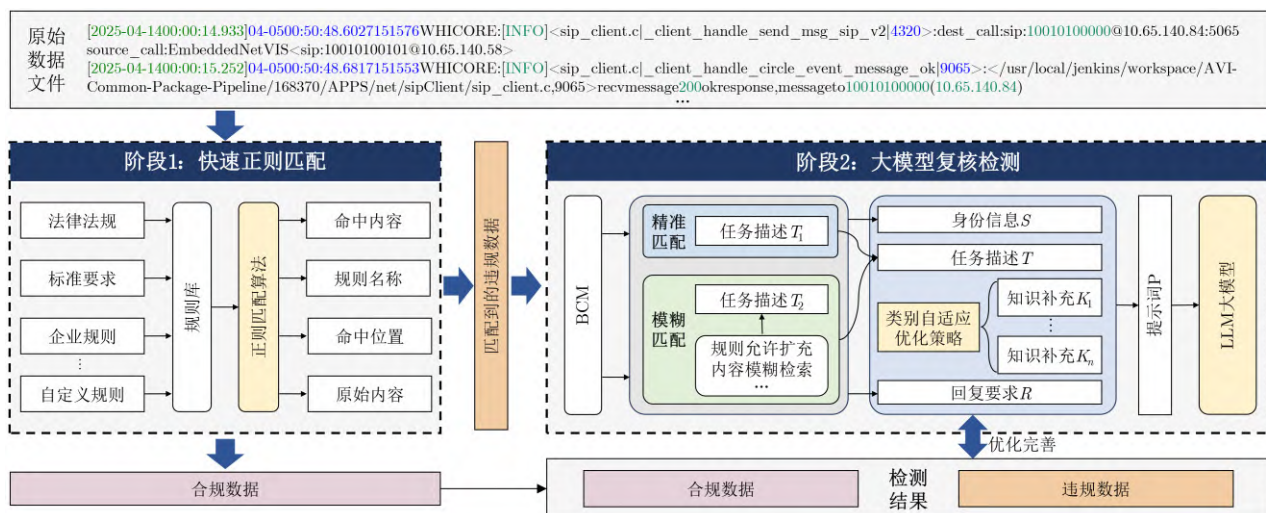 原始
数据
文件
[2025-04-1400:00:14.933]04-0500:50:48.6027151576WHICORE:[INFO]<sip_client.c|_client_handle_send_msg_sip_v2|4320>:dest_call:sip:10010100000@10.65.140.84:5065
source_call:EmbeddedNetVIS<sip:10010100101@10.65.140.58>
[2025-04-1400:00:15.252]04-0500:50:48.6817151553WHICORE:[INFO]<sip_client.c|_client_handle_circle_event_message_ok|9065>:</usr/local/jenkins/workspace/AVI-
Common-Package-Pipeline/168370/APPS/net/sipClient/sip_client.c,9065>recvmessage200okresponse,messageto10010100000(10.65.140.84)
…
阶段1：快速正则匹配
法律法规
标准要求
企业规则
⋮
自定义规则
规则库
正则匹配算法
命中内容
规则名称
命中位置
原始内容
匹配到的违规数据
阶段2：大模型复核检测
BCM
精准
匹配
任务描述T1
模糊
匹配
任务描述T2
规则允许扩充
内容模糊检索
…
身份信息S
任务描述T
类别自适应
优化策略
知识补充K1
⋮
知识补充Kn
回复要求R
提示词P
LLM大模型
优化完善
合规数据
合规数据
检测
结果
违规数据